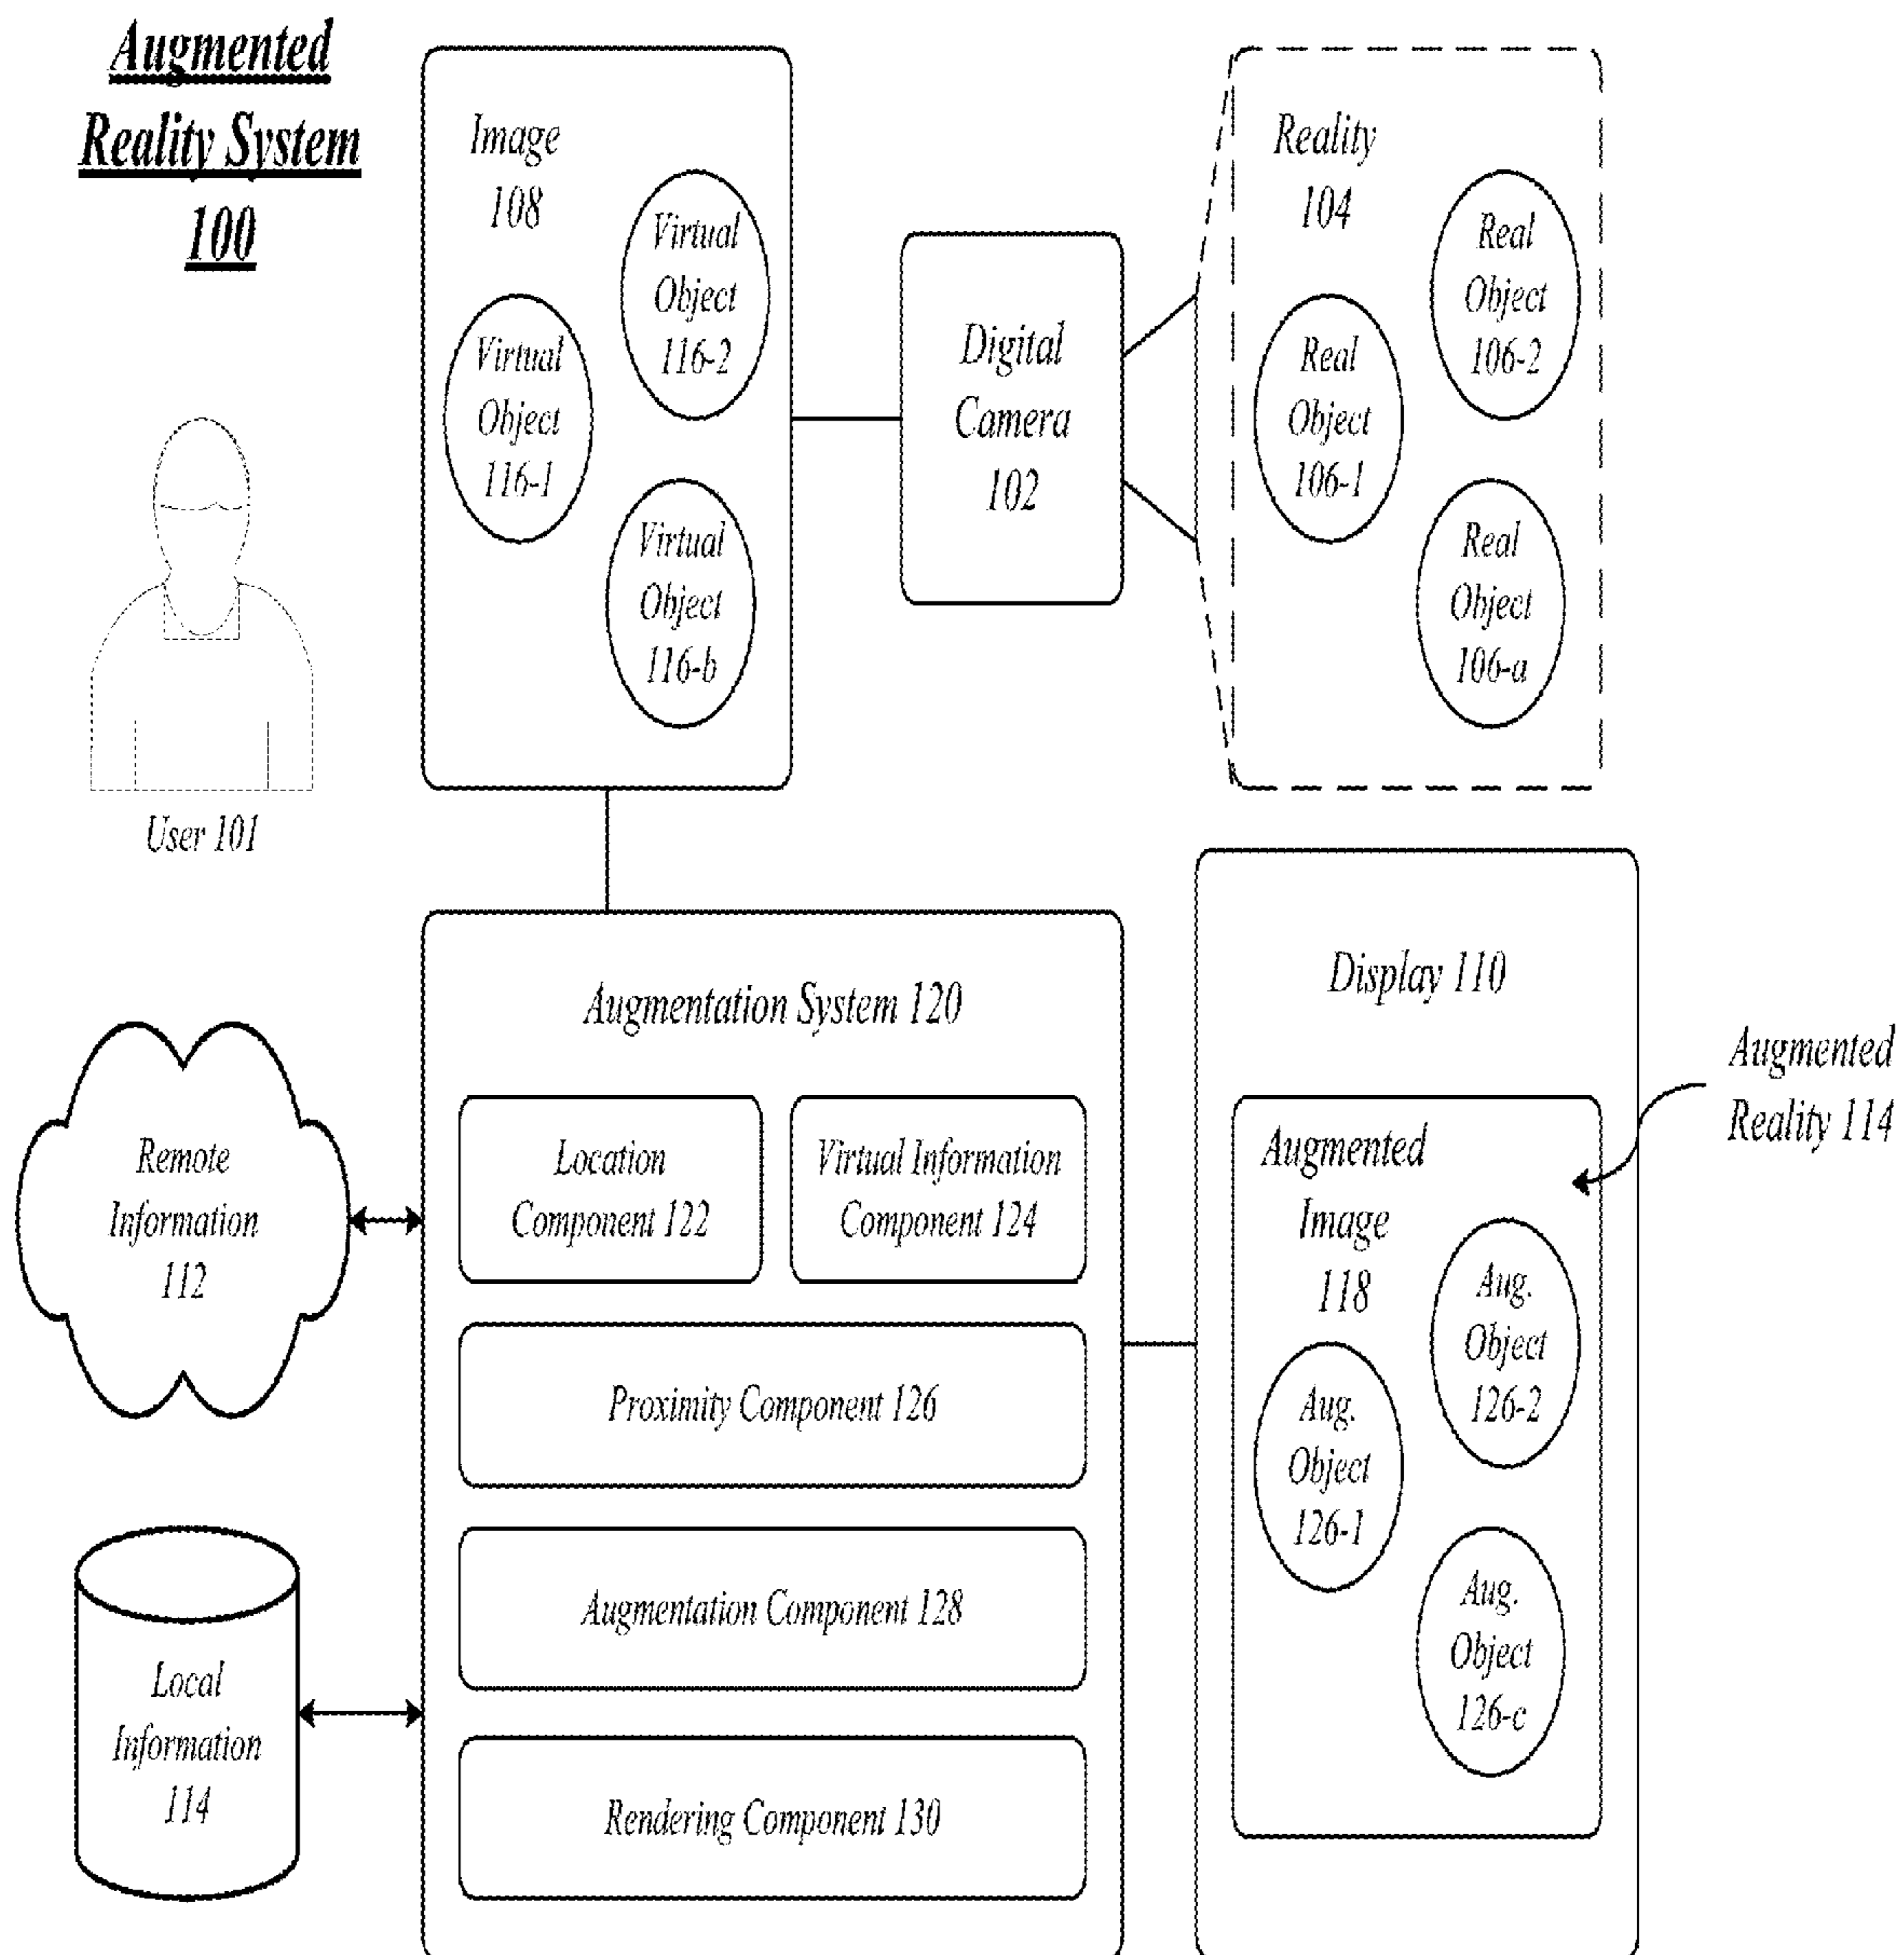 Augmented
Reality System
100
Image
108
Virtual
Object
116-2
Virtual
Object
116-1
Virtual
Object
116-b
Digital
Camera
102
Reality
104
Real
Object
106-2
Real
Object
106-1
Real
Object
106-a
User 101
Augmentation System 120
Location
Component 122
Virtual Information
Component 124
Proximity Component 126
Augmentation Component 128
Rendering Component 130
Remote
Information
112
Local
Information
114
Display 110
Augmented
Reality 114
Augmented
Image
118
Aug.
Object
126-2
Aug.
Object
126-1
Aug.
Object
126-c